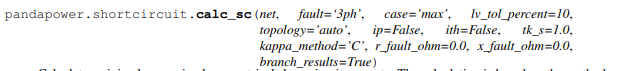 pandapower.shortcircuit.calc_sc(net, fault='3ph', case='max', lv_tol_percent=10,
topology='auto', ip=False, ith=False, tk_s=1.0,
kappa_method='C', r_fault_ohm=0.0, x_fault_ohm=0.0,
branch_results=True)